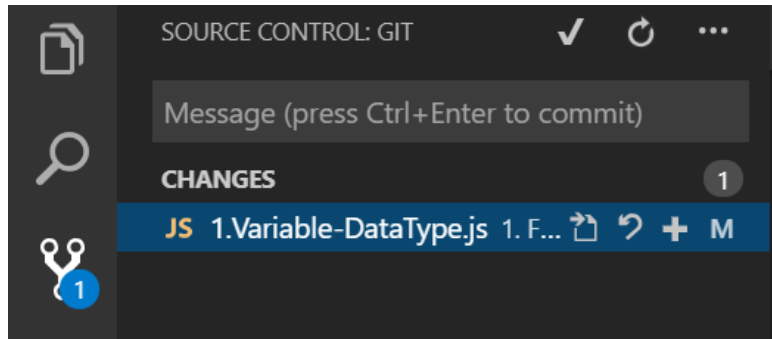 SOURCE CONTROL: GIT
Message (press Ctrl+Enter to commit)
CHANGES 1
JS 1.Variable-DataType.js 1. F... M
1